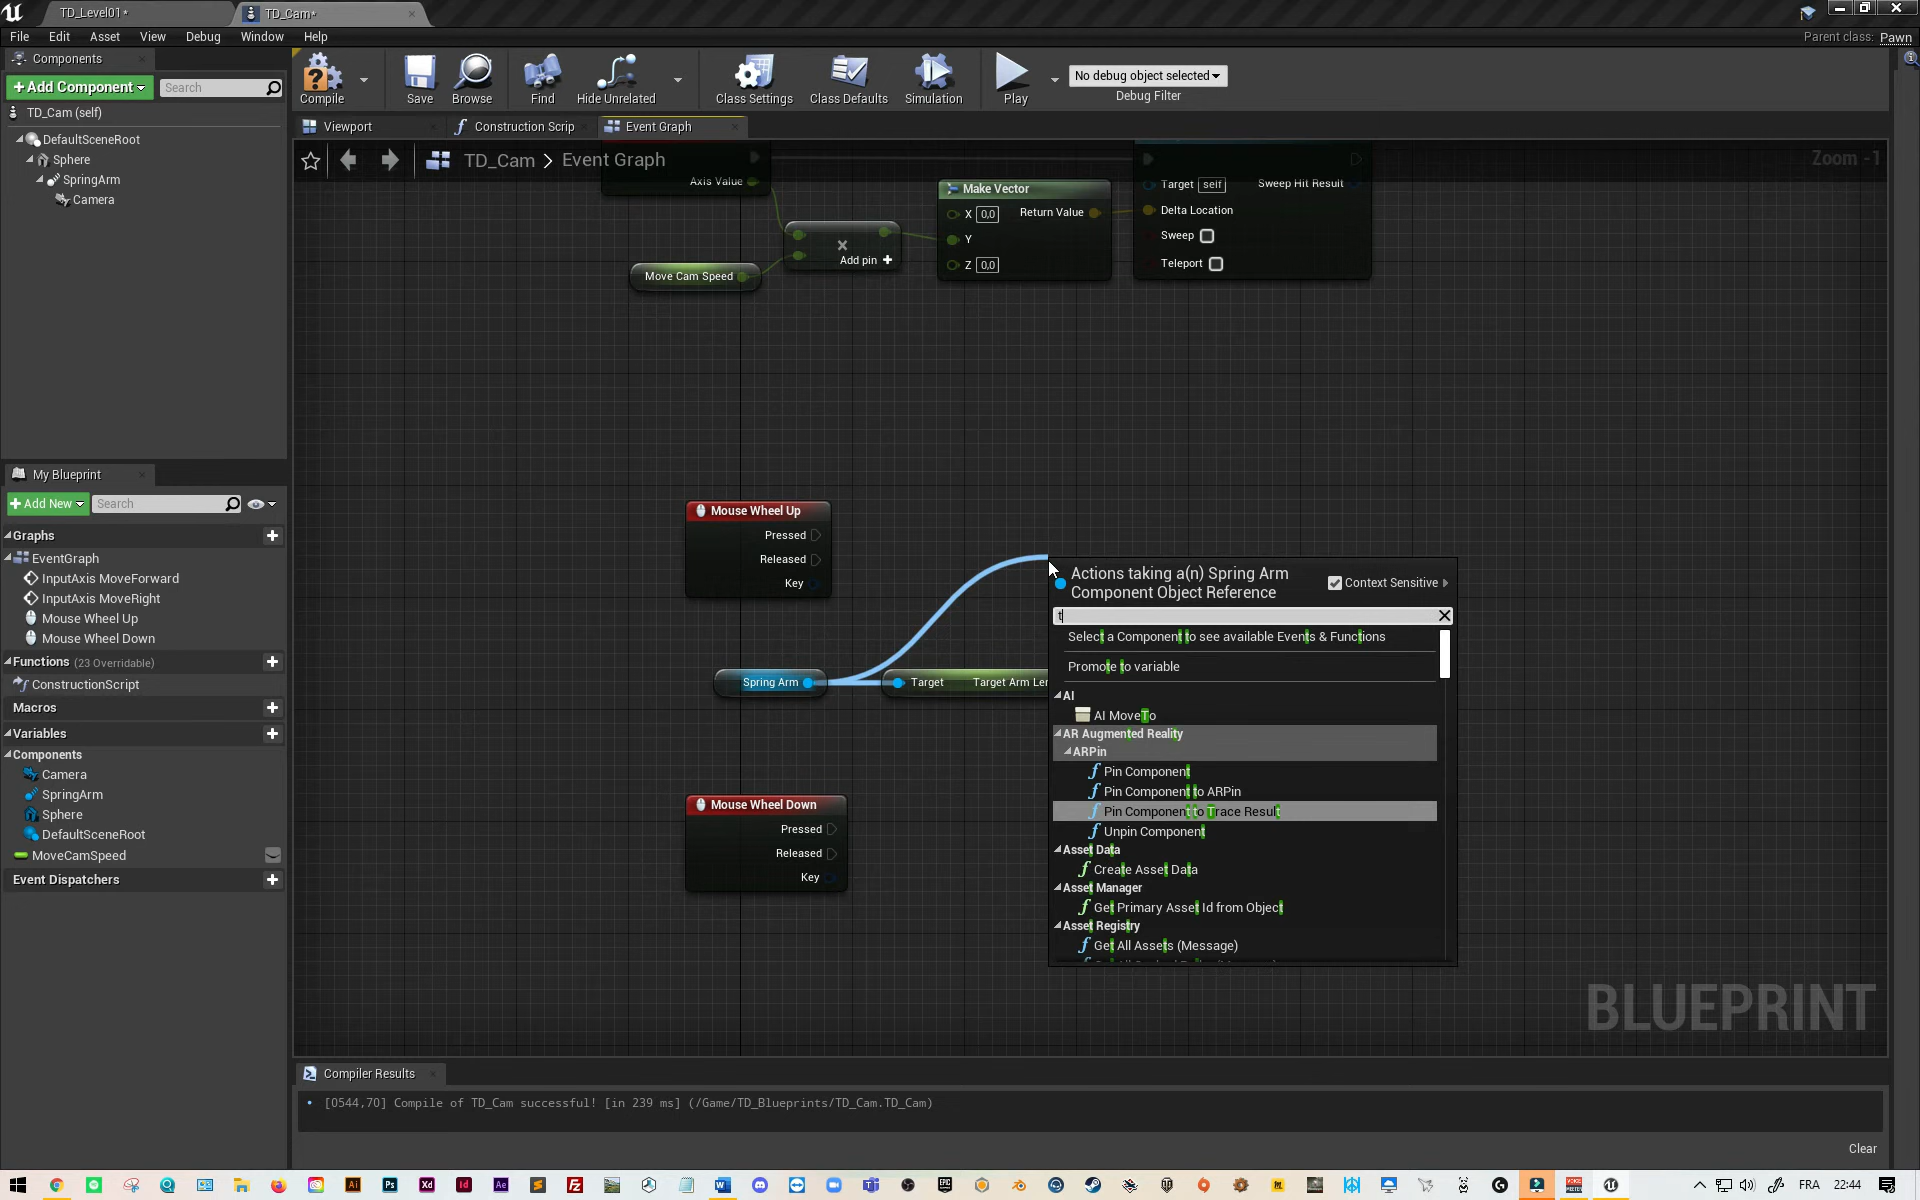 TD_Level01*
TD_Cam*
File Edit Asset View Debug Window Help
Parent class: Pawn
Components
+Add Component
Search
TD_Cam (self)
DefaultSceneRoot
Sphere
SpringArm
Camera
Compile
Save
Browse
Find
Hide Unrelated
Class Settings
Class Defaults
Simulation
Play
No debug object selected
Debug Filter
Viewport
Construction Scrip
Event Graph
TD_Cam > Event Graph
Zoom -1
Axis Value
Move Cam Speed
Add pin +
Make Vector
X 0,0
Return Value
Y
Z 0,0
Target self
Sweep Hit Result
Delta Location
Sweep
Teleport
My Blueprint
+Add New
Search
Graphs
EventGraph
InputAxis MoveForward
InputAxis MoveRight
Mouse Wheel Up
Mouse Wheel Down
Functions (23 Overridable)
ConstructionScript
Macros
Variables
Components
Camera
SpringArm
Sphere
DefaultSceneRoot
MoveCamSpeed
Event Dispatchers
Mouse Wheel Up
Pressed
Released
Key
Spring Arm
Target
Target Arm Len
Mouse Wheel Down
Pressed
Released
Key
Actions taking a(n) Spring Arm
Component Object Reference
Context Sensitive
t
Select a Component to see available Events & Functions
Promote to variable
AI
AI MoveTo
AR Augmented Reality
ARPin
Pin Component
Pin Component to ARPin
Pin Component to Trace Result
Unpin Component
Asset Data
Create Asset Data
Asset Manager
Get Primary Asset Id from Object
Asset Registry
Get All Assets (Message)
BLUEPRINT
Compiler Results
[0544,70] Compile of TD_Cam successful! [in 239 ms] (/Game/TD_Blueprints/TD_Cam.TD_Cam)
Clear
FRA
22:44